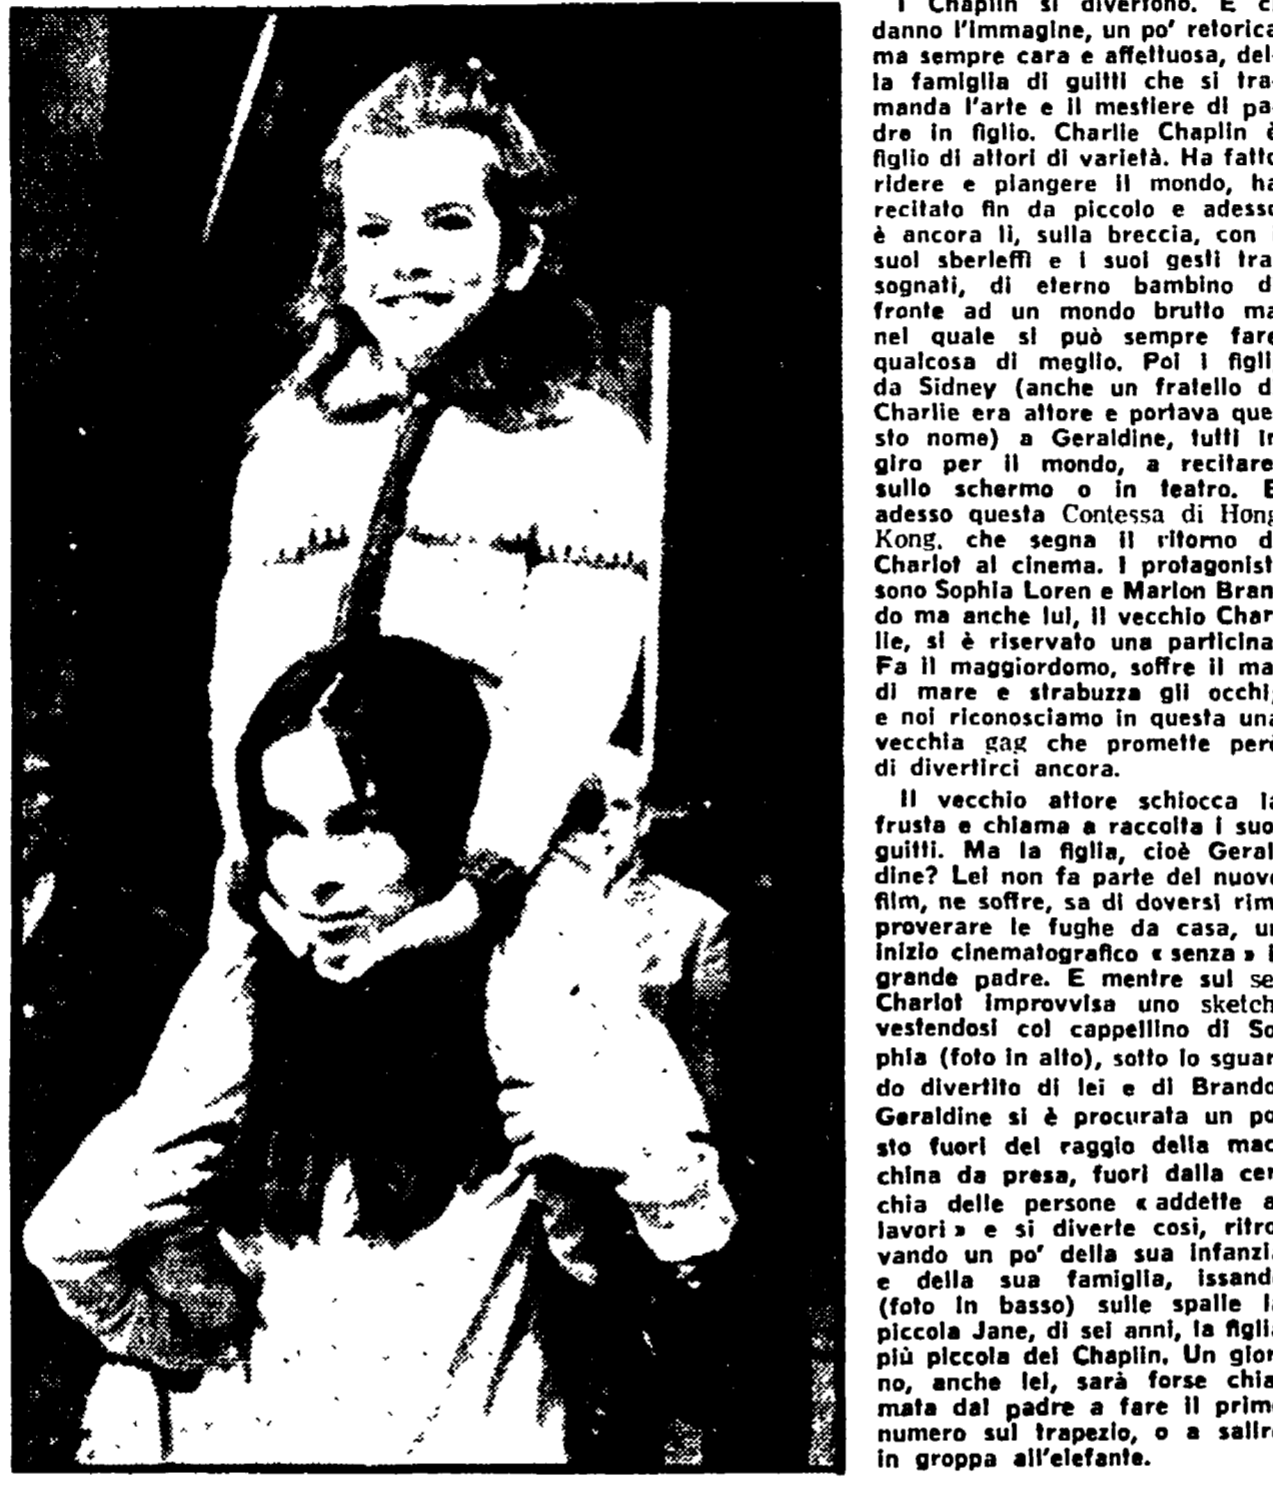 I Chaplin si divertono. E ci
danno l'immagine, un po' retorica
ma sempre cara e affettuosa, del-
la famiglia di guitti che si tra-
manda l'arte e il mestiere di pa-
dre in figlio. Charlie Chaplin è
figlio di attori di varietà. Ha fatto
ridere e piangere il mondo, ha
recitato fin da piccolo e adesso
è ancora lì, sulla breccia, con i
suoi sberleffi e i suoi gesti tra-
sognati, di eterno bambino di
fronte ad un mondo brutto ma
nel quale si può sempre fare
qualcosa di meglio. Poi i figli,
da Sidney (anche un fratello di
Charlie era attore e portava que-
sto nome) a Geraldine, tutti in
giro per il mondo, a recitare,
sullo schermo o in teatro. E
adesso questa Contessa di Hong
Kong, che segna il ritorno di
Charlot al cinema. I protagonisti
sono Sophia Loren e Marlon Bran-
do ma anche lui, il vecchio Char-
lie, si è riservato una particina.
Fa il maggiordomo, soffre il mal
di mare e strabuzza gli occhi,
e noi riconosciamo in questa una
vecchia gag che promette però
di divertirci ancora.
Il vecchio attore schiocca la
frusta e chiama a raccolta i suoi
guitti. Ma la figlia, cioè Geral-
dine? Lei non fa parte del nuovo
film, ne soffre, sa di doversi rim-
proverare le fughe da casa, un
inizio cinematografico « senza » il
grande padre. E mentre sul set
Charlot improvvisa uno sketch,
vestendosi col cappellino di So-
phia (foto in alto), sotto lo sguar-
do divertito di lei e di Brando,
Geraldine si è procurata un po-
sto fuori del raggio della mac-
china da presa, fuori dalla cer-
chia delle persone « addette ai
lavori » e si diverte così, ritro-
vando un po' della sua infanzia
e della sua famiglia, issando
(foto in basso) sulle spalle la
piccola Jane, di sei anni, la figlia
più piccola dei Chaplin. Un gior-
no, anche lei, sarà forse chia-
mata dal padre a fare il primo
numero sul trapezio, o a salire
in groppa all'elefante.